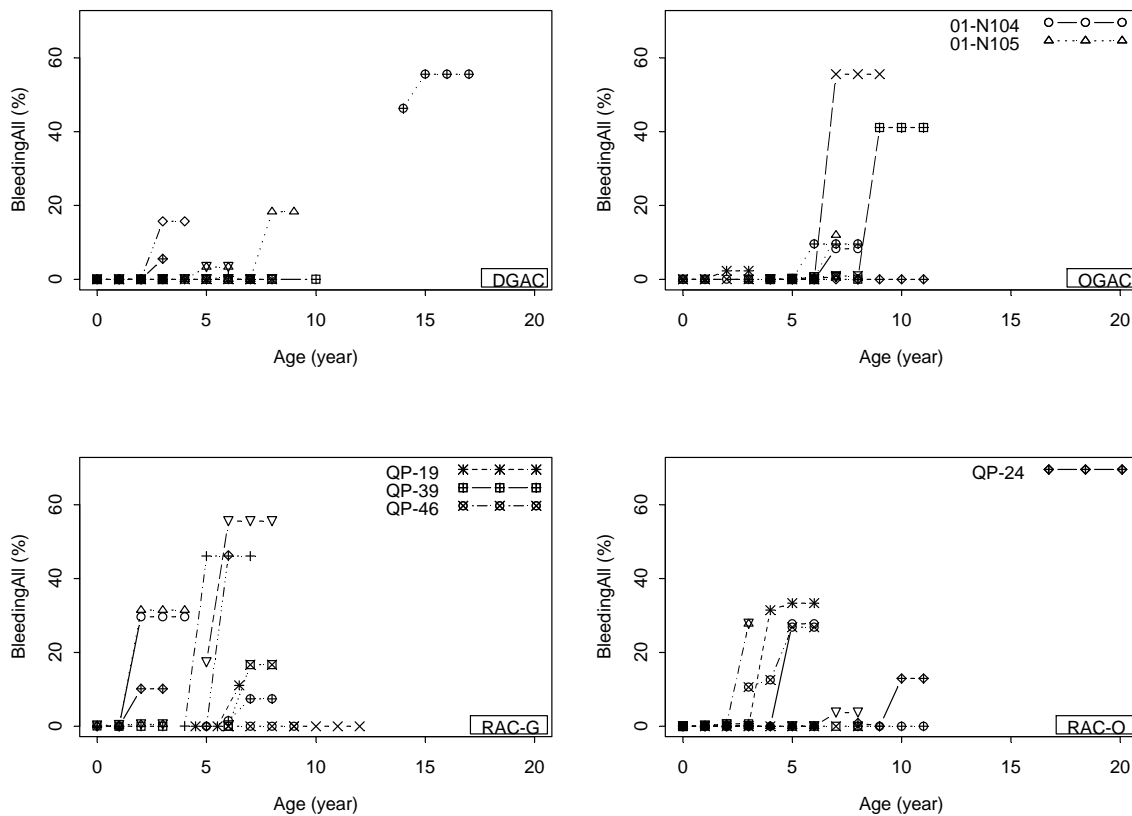 BleedingAll (%)
60
40
20
0
DGAC
0 5 10 15 20
Age (year)
BleedingAll (%)
60
40
20
0
01-N104
01-N105
OGAC
0 5 10 15 20
Age (year)
BleedingAll (%)
60
40
20
0
QP-19
QP-39
QP-46
RAC-G
0 5 10 15 20
Age (year)
BleedingAll (%)
60
40
20
0
QP-24
RAC-O
0 5 10 15 20
Age (year)